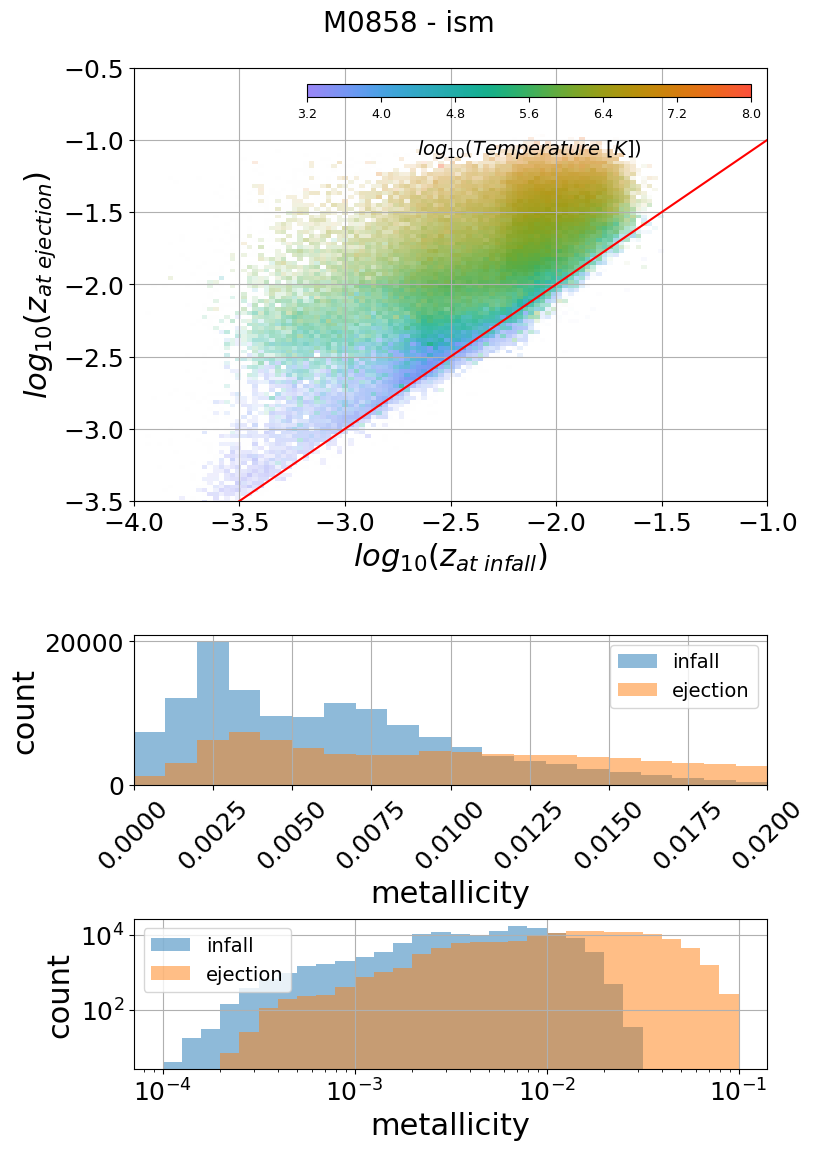 M0858 - ism
−0.5
3.2 4.0 4.8 5.6 6.4 7.2 8.0
−1.0
log10(Temperature [K])
−1.5
log10(z at ejection)
−2.0
−2.5
−3.0
−3.5
−4.0 −3.5 −3.0 −2.5 −2.0 −1.5 −1.0
log10(z at infall)
20000
infall
ejection
count
0
0.0000 0.0025 0.0050 0.0075 0.0100 0.0125 0.0150 0.0175 0.0200
metallicity
10^4
infall
ejection
count
10^2
10^−4 10^−3 10^−2 10^−1
metallicity